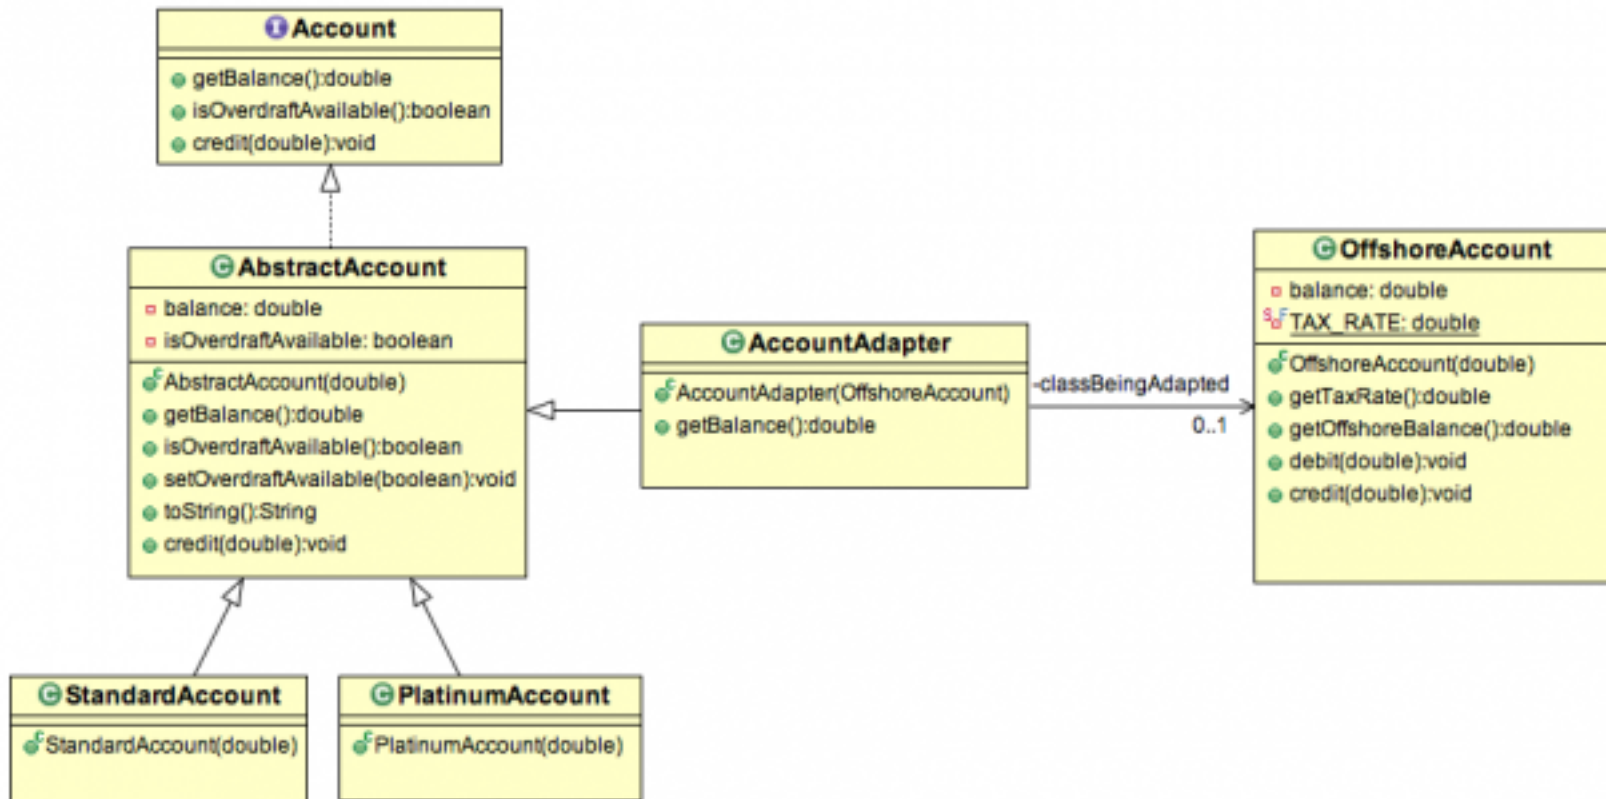 Account
getBalance():double
isOverdraftAvailable():boolean
credit(double):void
AbstractAccount
balance: double
isOverdraftAvailable: boolean
AbstractAccount(double)
getBalance():double
isOverdraftAvailable():boolean
setOverdraftAvailable(boolean):void
toString():String
credit(double):void
AccountAdapter
AccountAdapter(OffshoreAccount)
getBalance():double
-classBeingAdapted
0..1
OffshoreAccount
balance: double
TAX_RATE: double
OffshoreAccount(double)
getTaxRate():double
getOffshoreBalance():double
debit(double):void
credit(double):void
StandardAccount
StandardAccount(double)
PlatinumAccount
PlatinumAccount(double)